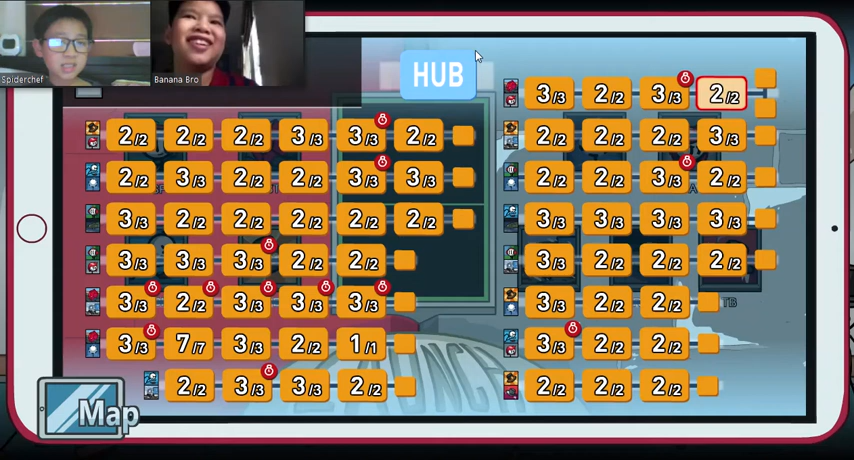 Spiderchef
Banana Bro
HUB
3/3 2/2 3/3 2/2
2/2 2/2 2/2 3/3 3/3 2/2
2/2 2/2 2/2 3/3
2/2 3/3 2/2 2/2 3/3 3/3
2/2 2/2 3/3 2/2
3/3 2/2 2/2 2/2 2/2 2/2
3/3 3/3 3/3 3/3
3/3 3/3 3/3 2/2 2/2
3/3 2/2 2/2 2/2
3/3 2/2 3/3 3/3 3/3
3/3 2/2 2/2
TB
3/3 7/7 3/3 2/2 1/1
3/3 2/2 2/2
2/2 3/3 3/3 2/2
2/2 2/2 2/2
LAUNCH
Map